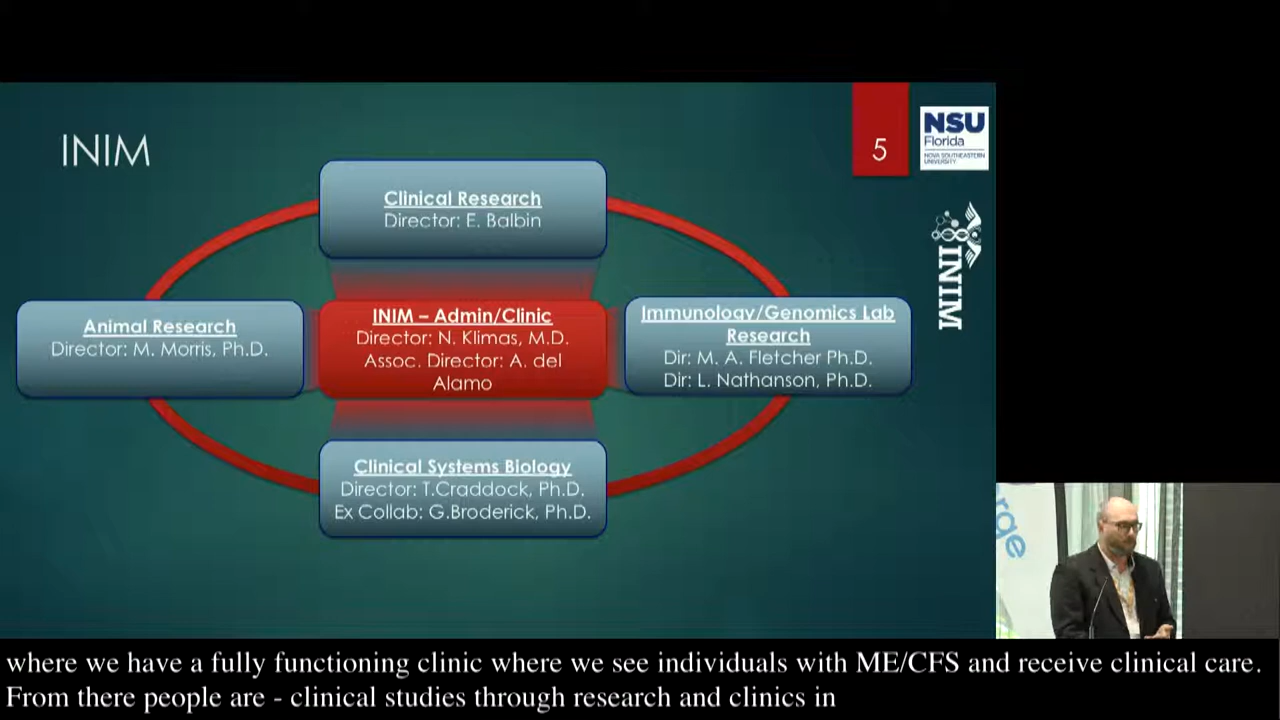 INIM
5
NSU
Florida
NOVA SOUTHEASTERN
UNIVERSITY
INIM
Clinical Research
Director: E. Balbin
Animal Research
Director: M. Morris, Ph.D.
INIM – Admin/Clinic
Director: N. Klimas, M.D.
Assoc. Director: A. del
Alamo
Immunology/Genomics Lab
Research
Dir: M. A. Fletcher Ph.D.
Dir: L. Nathanson, Ph.D.
Clinical Systems Biology
Director: T.Craddock, Ph.D.
Ex Collab: G.Broderick, Ph.D.
where we have a fully functioning clinic where we see individuals with ME/CFS and receive clinical care.
From there people are - clinical studies through research and clinics in